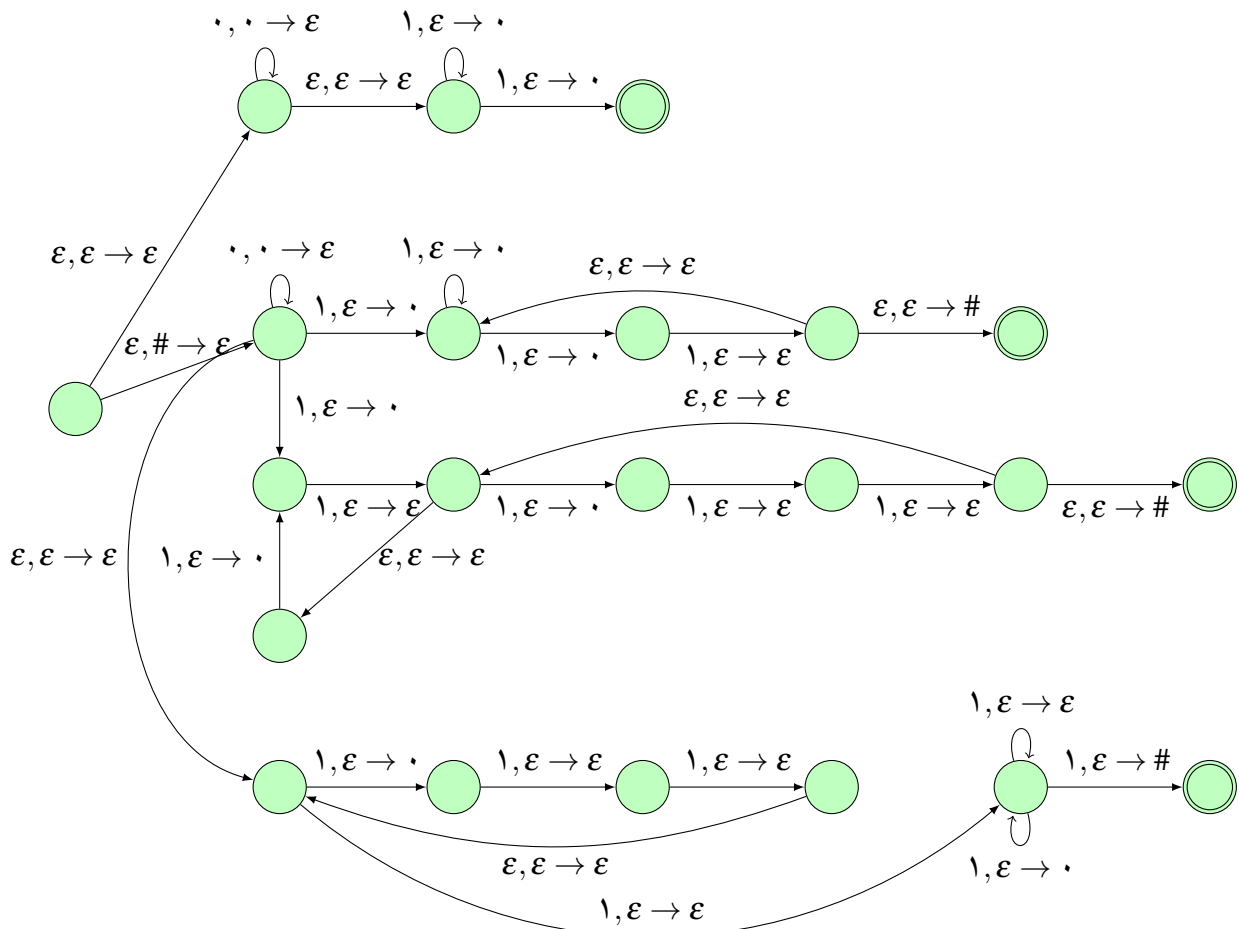 ۰,۰ → ε
۱,ε → ۰
ε,ε → ε
۱,ε → ۰
ε,ε → ε
۰,۰ → ε
۱,ε → ۰
ε,ε → ε
۱,ε → ۰
ε,ε → #
ε,# → ε
۱,ε → ۰
۱,ε → ε
ε,ε → ε
۱,ε → ۰
۱,ε → ε
۱,ε → ۰
۱,ε → ε
۱,ε → ε
ε,ε → #
ε,ε → ε
۱,ε → ۰
ε,ε → ε
۱,ε → ε
۱,ε → ۰
۱,ε → ε
۱,ε → ε
۱,ε → #
ε,ε → ε
۱,ε → ۰
۱,ε → ε